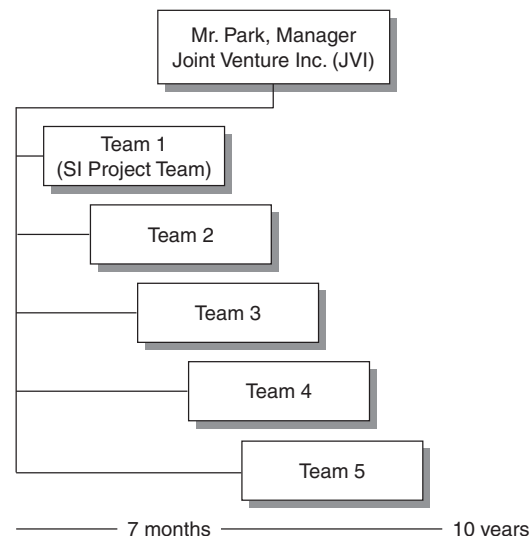 Mr. Park, Manager
Joint Venture Inc. (JVI)
Team 1
(SI Project Team)
Team 2
Team 3
Team 4
Team 5
7 months 10 years